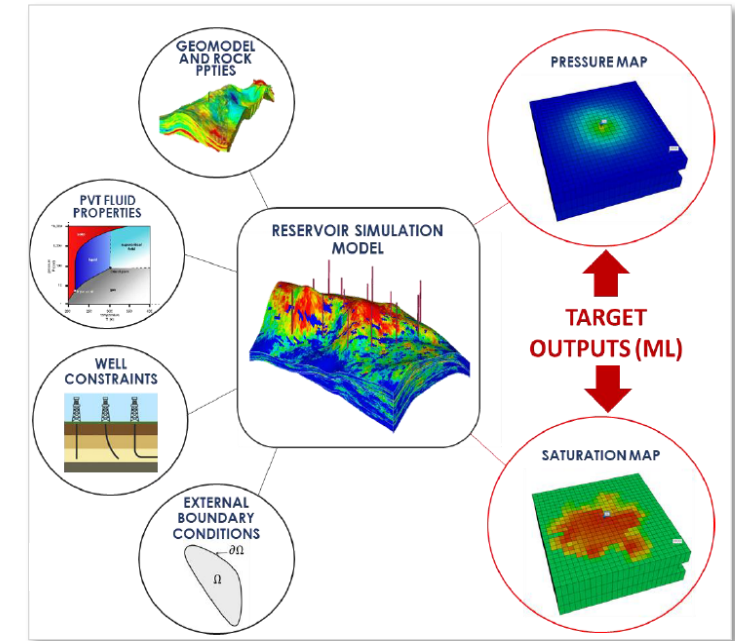 GEOMODEL
AND ROCK
PPTIES
PRESSURE MAP
PVT FLUID
PROPERTIES
RESERVOIR SIMULATION
MODEL
TARGET
OUTPUTS (ML)
WELL
CONSTRAINTS
SATURATION MAP
EXTERNAL
BOUNDARY
CONDITIONS
∂Ω
Ω